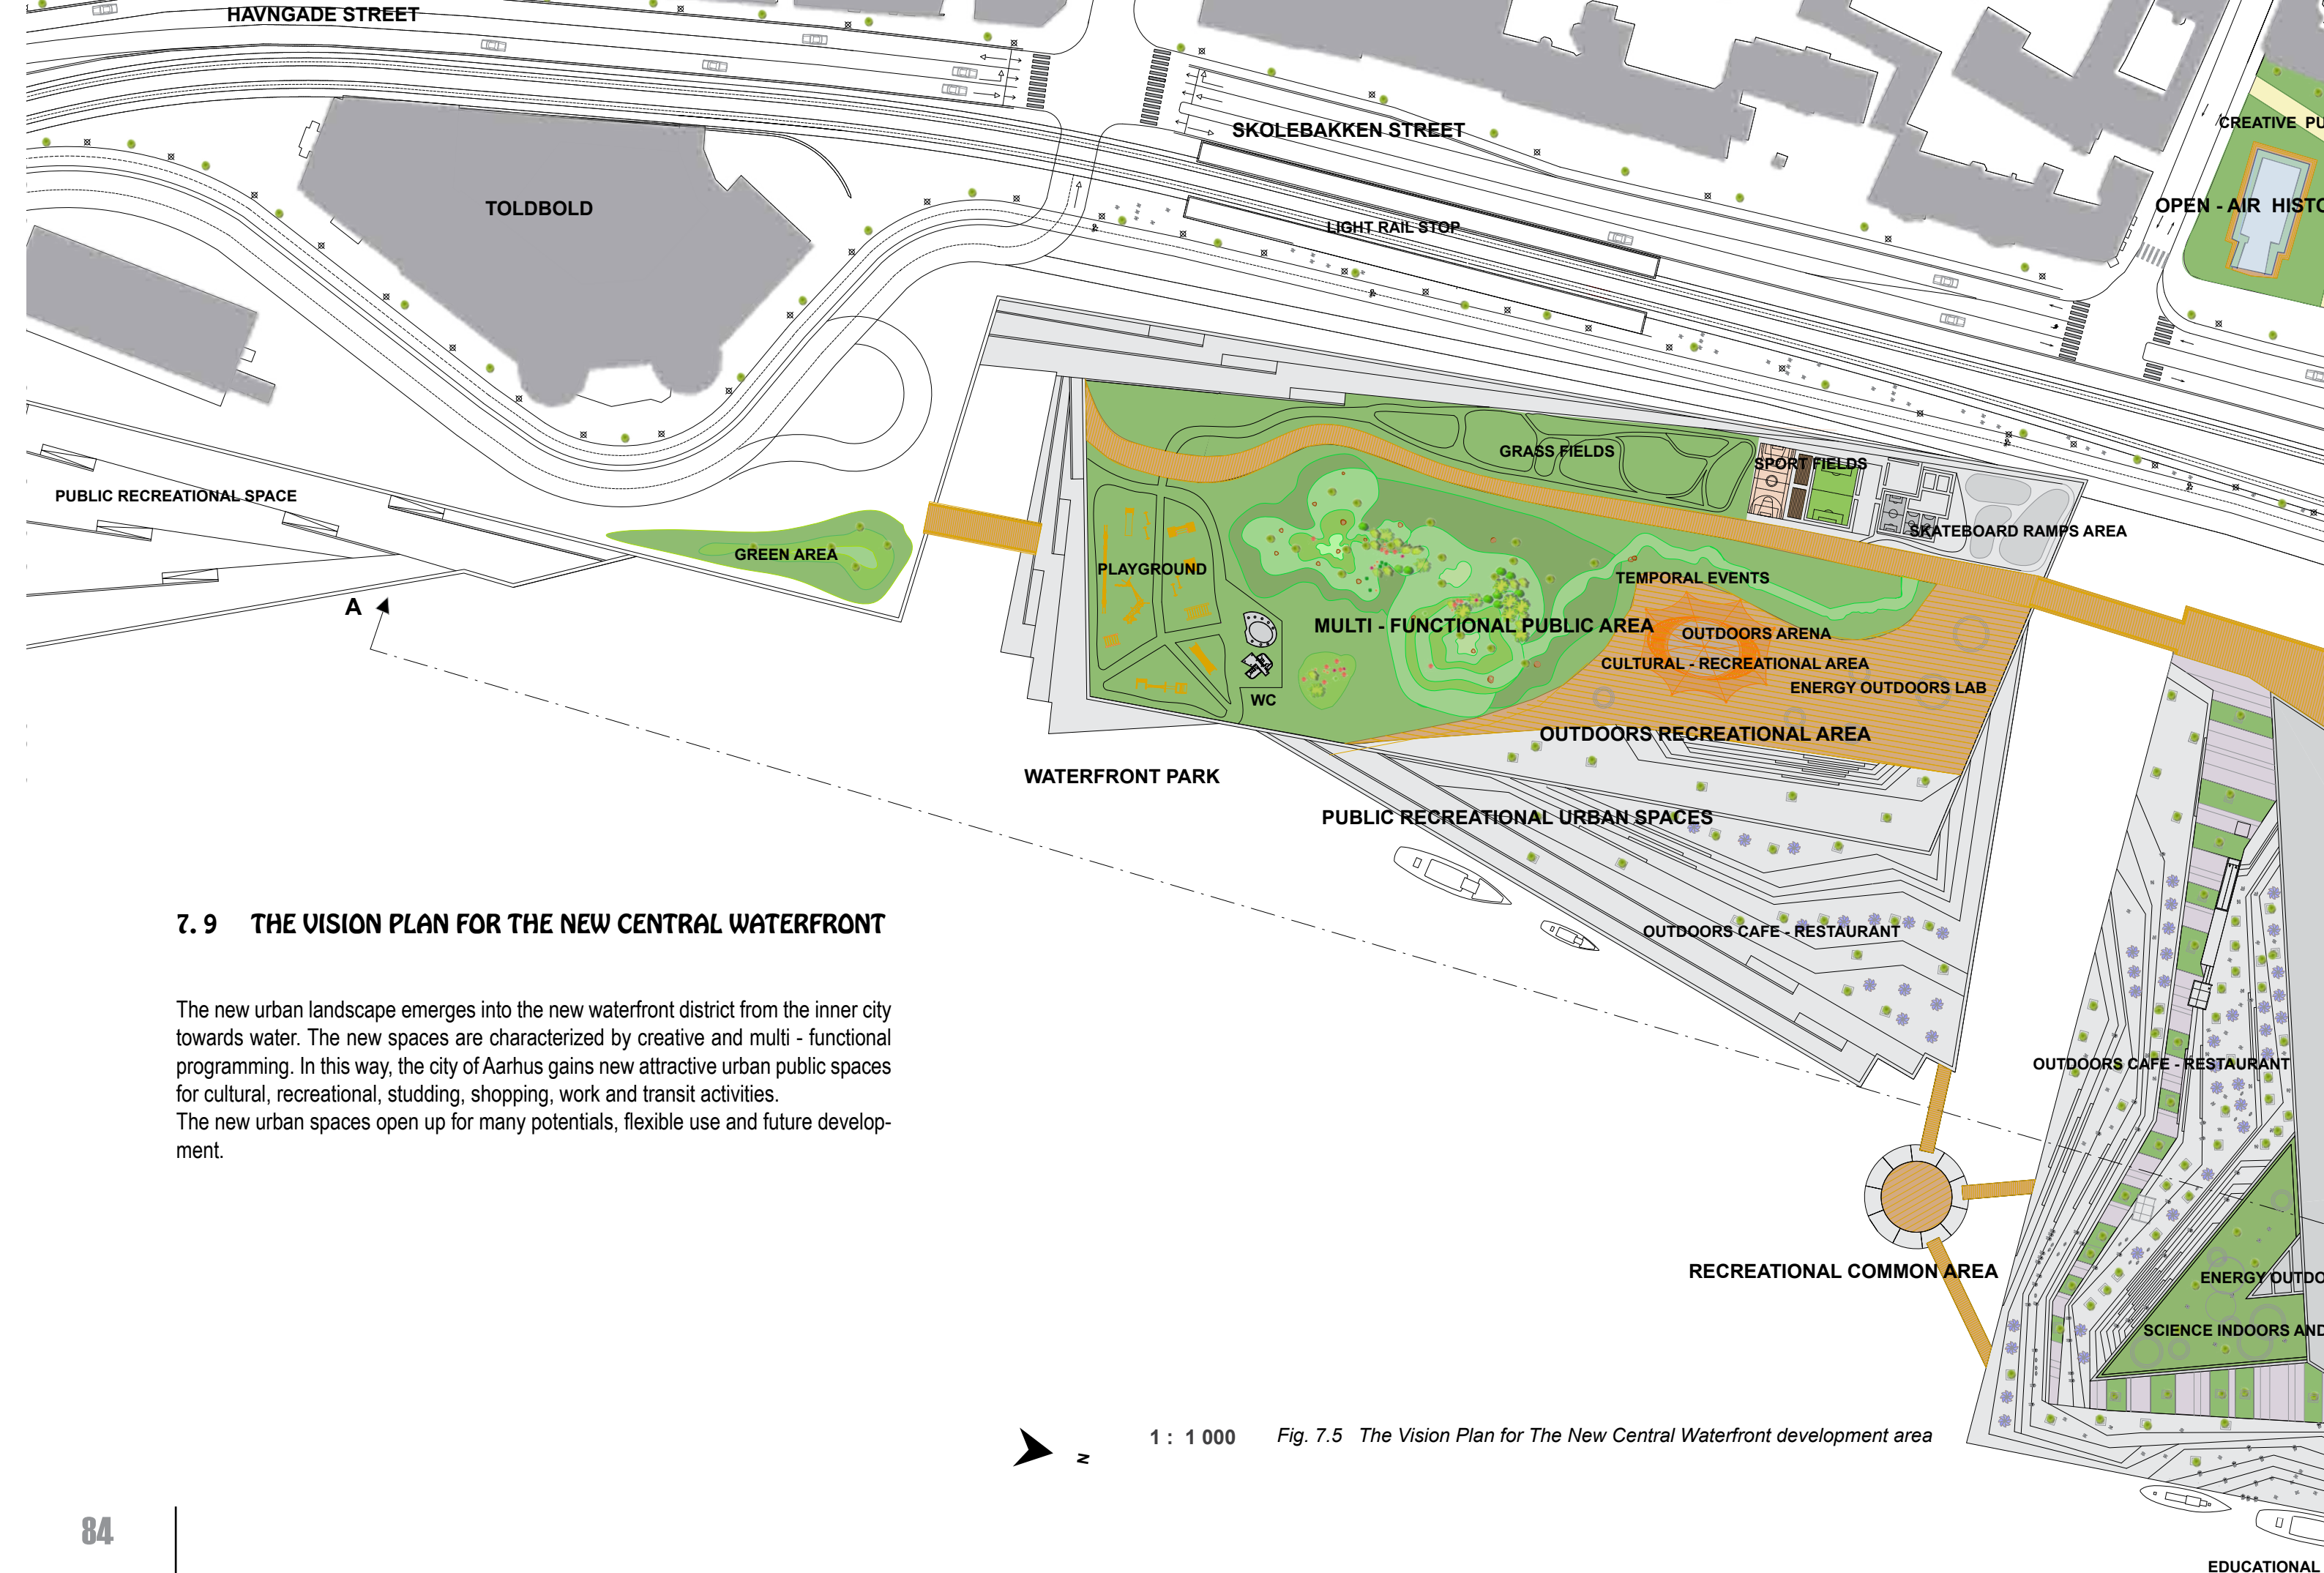 HAVNGADE STREET
SKOLEBAKKEN STREET
CREATIVE PU
TOLDBOLD
OPEN - AIR HISTO
LIGHT RAIL STOP
GRASS FIELDS
SPORT FIELDS
PUBLIC RECREATIONAL SPACE
SKATEBOARD RAMPS AREA
GREEN AREA
PLAYGROUND
TEMPORAL EVENTS
A
MULTI - FUNCTIONAL PUBLIC AREA
OUTDOORS ARENA
CULTURAL - RECREATIONAL AREA
ENERGY OUTDOORS LAB
WC
OUTDOORS RECREATIONAL AREA
WATERFRONT PARK
PUBLIC RECREATIONAL URBAN SPACES
OUTDOORS CAFE - RESTAURANT
7. 9 THE VISION PLAN FOR THE NEW CENTRAL WATERFRONT
The new urban landscape emerges into the new waterfront district from the inner city
towards water. The new spaces are characterized by creative and multi - functional
programming. In this way, the city of Aarhus gains new attractive urban public spaces
for cultural, recreational, studding, shopping, work and transit activities.
The new urban spaces open up for many potentials, flexible use and future develop-
ment.
OUTDOORS CAFE - RESTAURANT
RECREATIONAL COMMON AREA
ENERGY OUTDO
SCIENCE INDOORS AND
N
1 : 1 000 Fig. 7.5 The Vision Plan for The New Central Waterfront development area
84
EDUCATIONAL